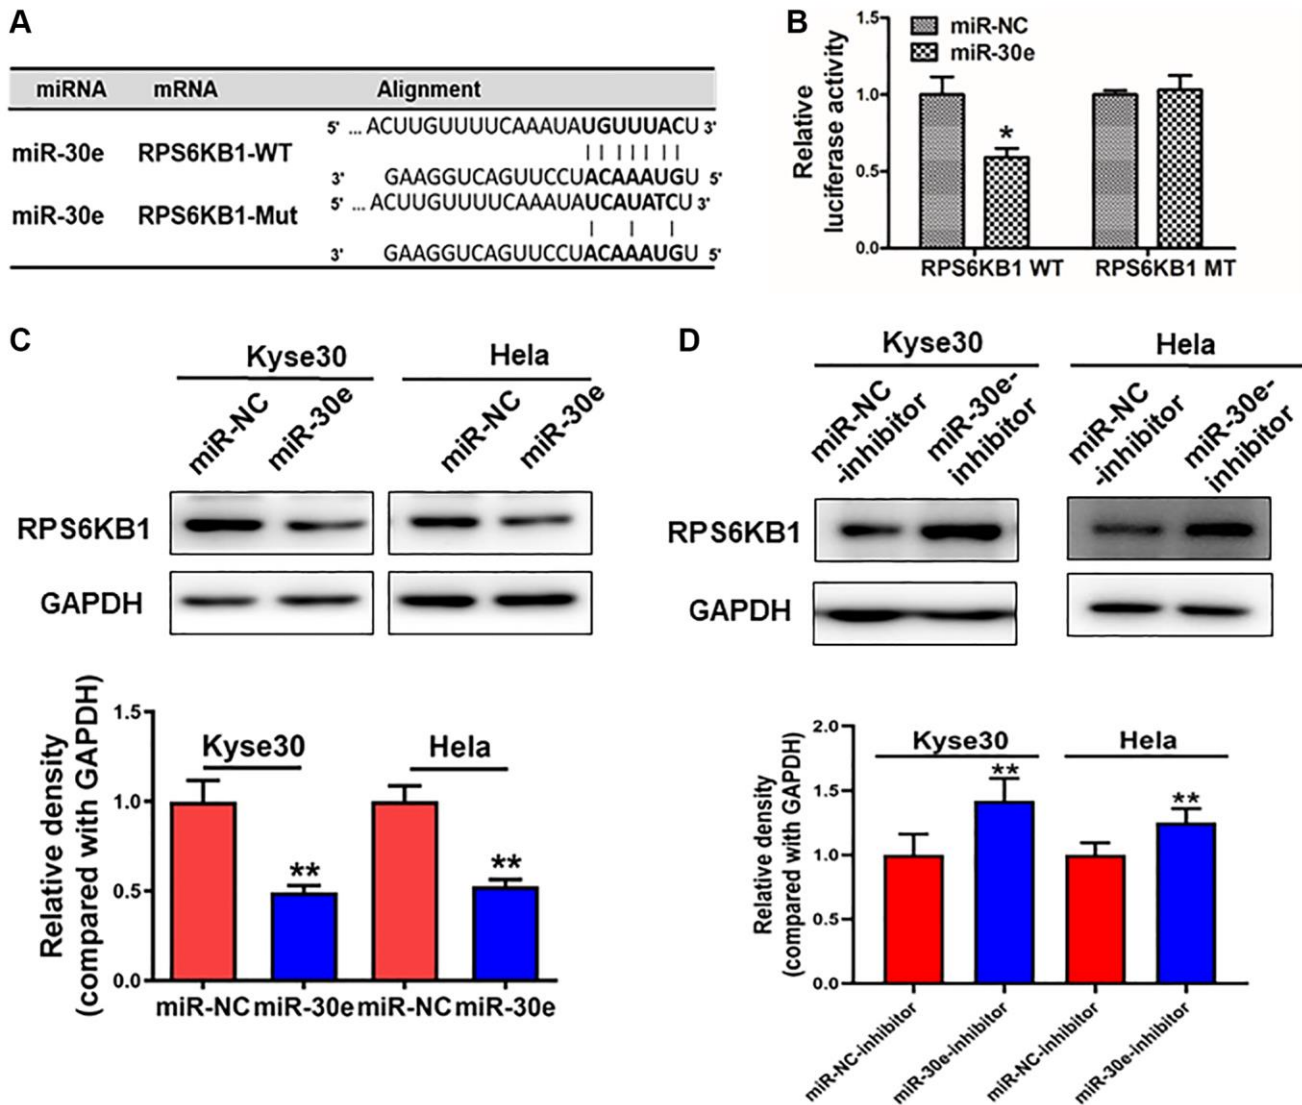 A
miRNA mRNA Alignment
5' ... ACUUGUUUUCAAAUAUGUUUACU 3'
miR-30e RPS6KB1-WT
3' GAAGGUCAGUUCCUACAAAUGU 5'
5' ... ACUUGUUUUCAAAUAUCAUATCU 3'
miR-30e RPS6KB1-Mut
3' GAAGGUCAGUUCCUACAAAUGU 5'
B
Relative
luciferase activity
1.5
1.0
0.5
0.0
miR-NC
miR-30e
*
RPS6KB1 WT RPS6KB1 MT
C
Kyse30 Hela
miR-NC miR-30e miR-NC miR-30e
RPS6KB1
GAPDH
Relative density
(compared with GAPDH)
1.5
1.0
0.5
0.0
Kyse30 Hela
** **
miR-NC miR-30e miR-NC miR-30e
D
Kyse30 Hela
miR-NC
-inhibitor
miR-30e-
inhibitor
miR-NC
-inhibitor
miR-30e-
inhibitor
RPS6KB1
GAPDH
Relative density
(compared with GAPDH)
2.0
1.5
1.0
0.5
0.0
Kyse30 Hela
** **
miR-NC-inhibitor
miR-30e-inhibitor
miR-NC-inhibitor
miR-30e-inhibitor